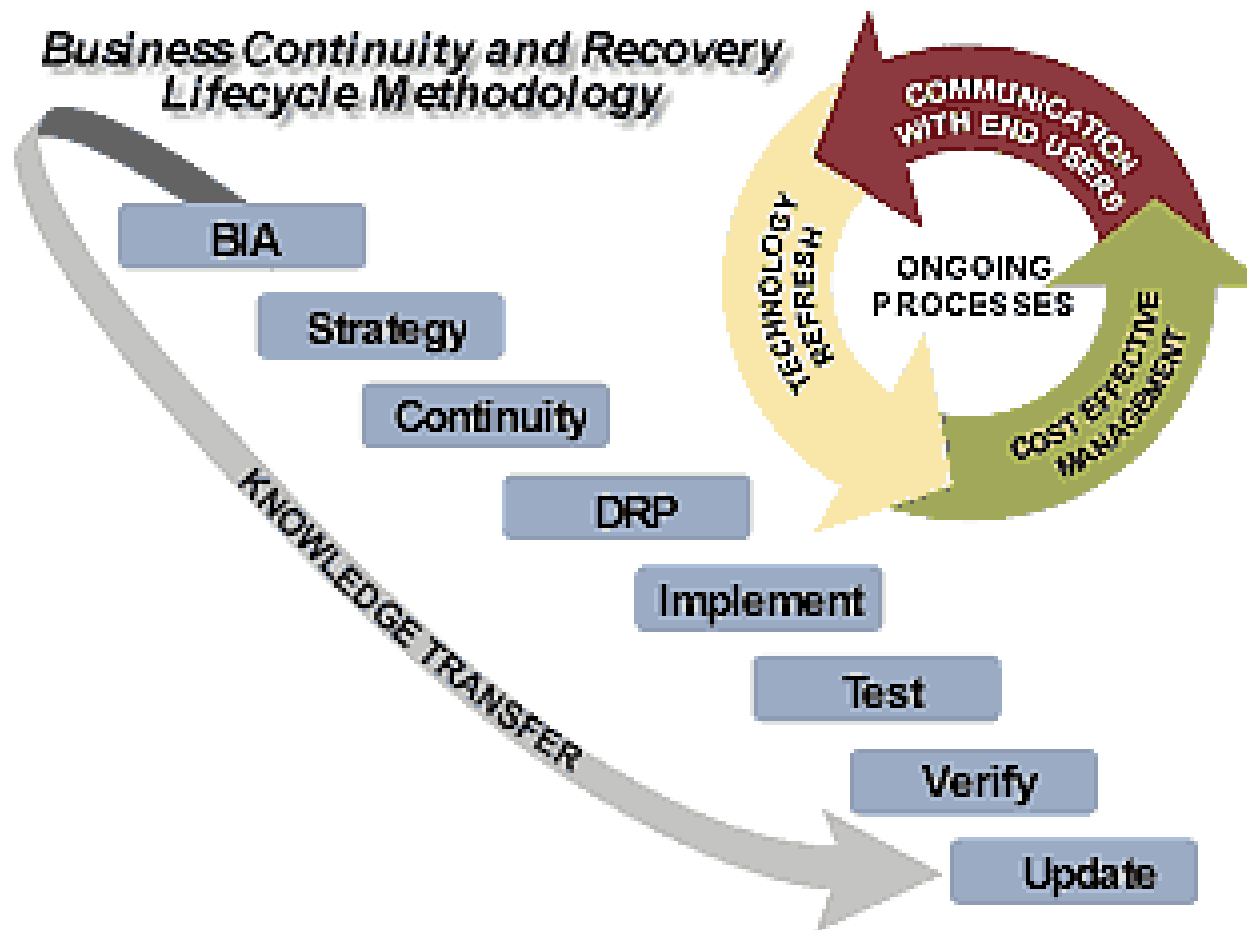 Business Continuity and Recovery
Lifecycle Methodology
COMMUNICATION
WITH END USERS
TECHNOLOGY
REFRESH
ONGOING
PROCESSES
COST EFFECTIVE
MANAGEMENT
BIA
Strategy
Continuity
DRP
Implement
Test
Verify
Update
KNOWLEDGE TRANSFER